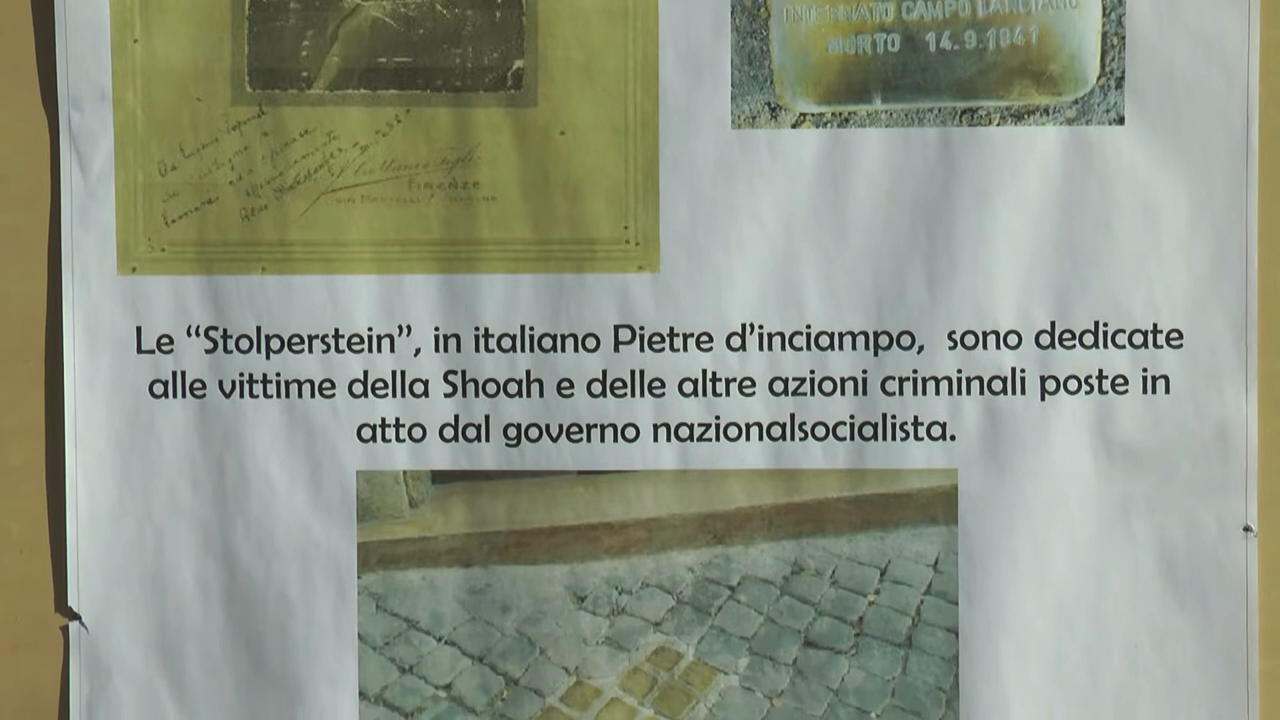 INTERNATO CAMPO LANCIANO
MORTO 14.9.1941
FIRENZE
Le “Stolperstein”, in italiano Pietre d’inciampo, sono dedicate
alle vittime della Shoah e delle altre azioni criminali poste in
atto dal governo nazionalsocialista.